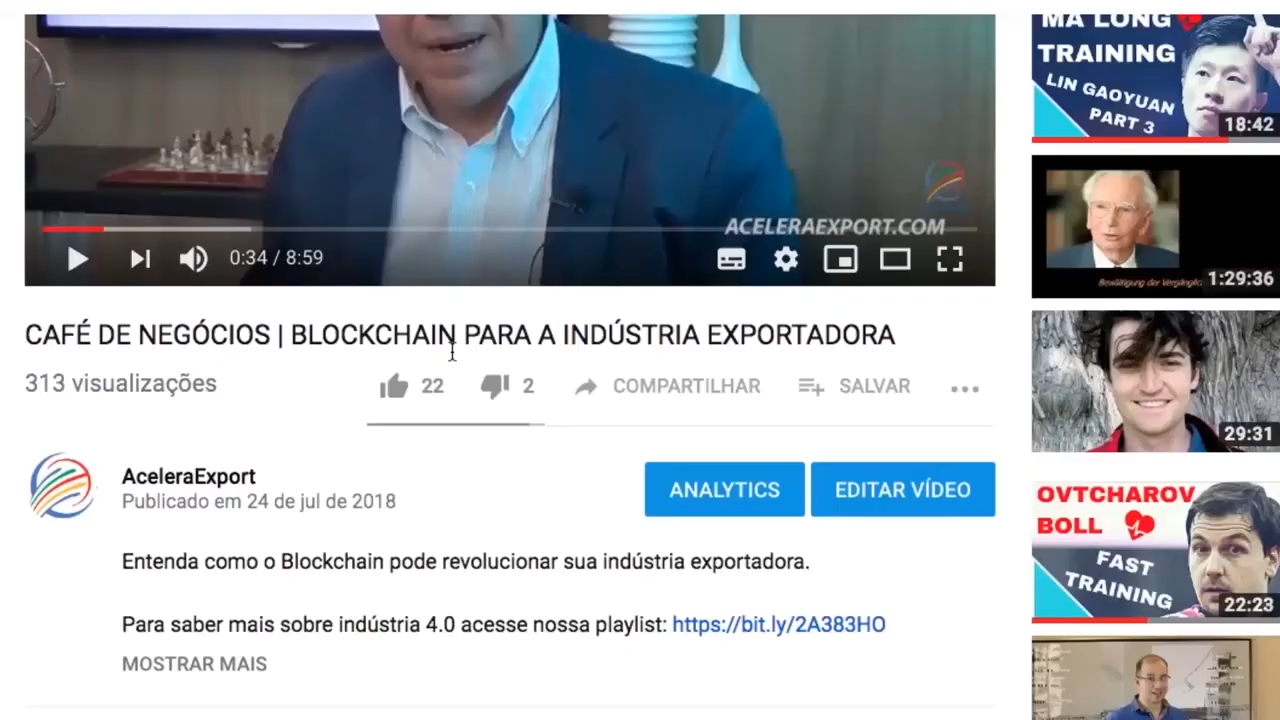 ACELERAEXPORT.COM
0:34 / 8:59
CAFÉ DE NEGÓCIOS | BLOCKCHAIN PARA A INDÚSTRIA EXPORTADORA
313 visualizações
22
2
COMPARTILHAR
SALVAR
AceleraExport
Publicado em 24 de jul de 2018
ANALYTICS
EDITAR VÍDEO
Entenda como o Blockchain pode revolucionar sua indústria exportadora.
Para saber mais sobre indústria 4.0 acesse nossa playlist: https://bit.ly/2A383HO
MOSTRAR MAIS
MA LONG
TRAINING
LIN GAOYUAN
PART 3
18:42
Bewältigung der
1:29:36
29:31
OVTCHAROV
BOLL
FAST
TRAINING
22:23